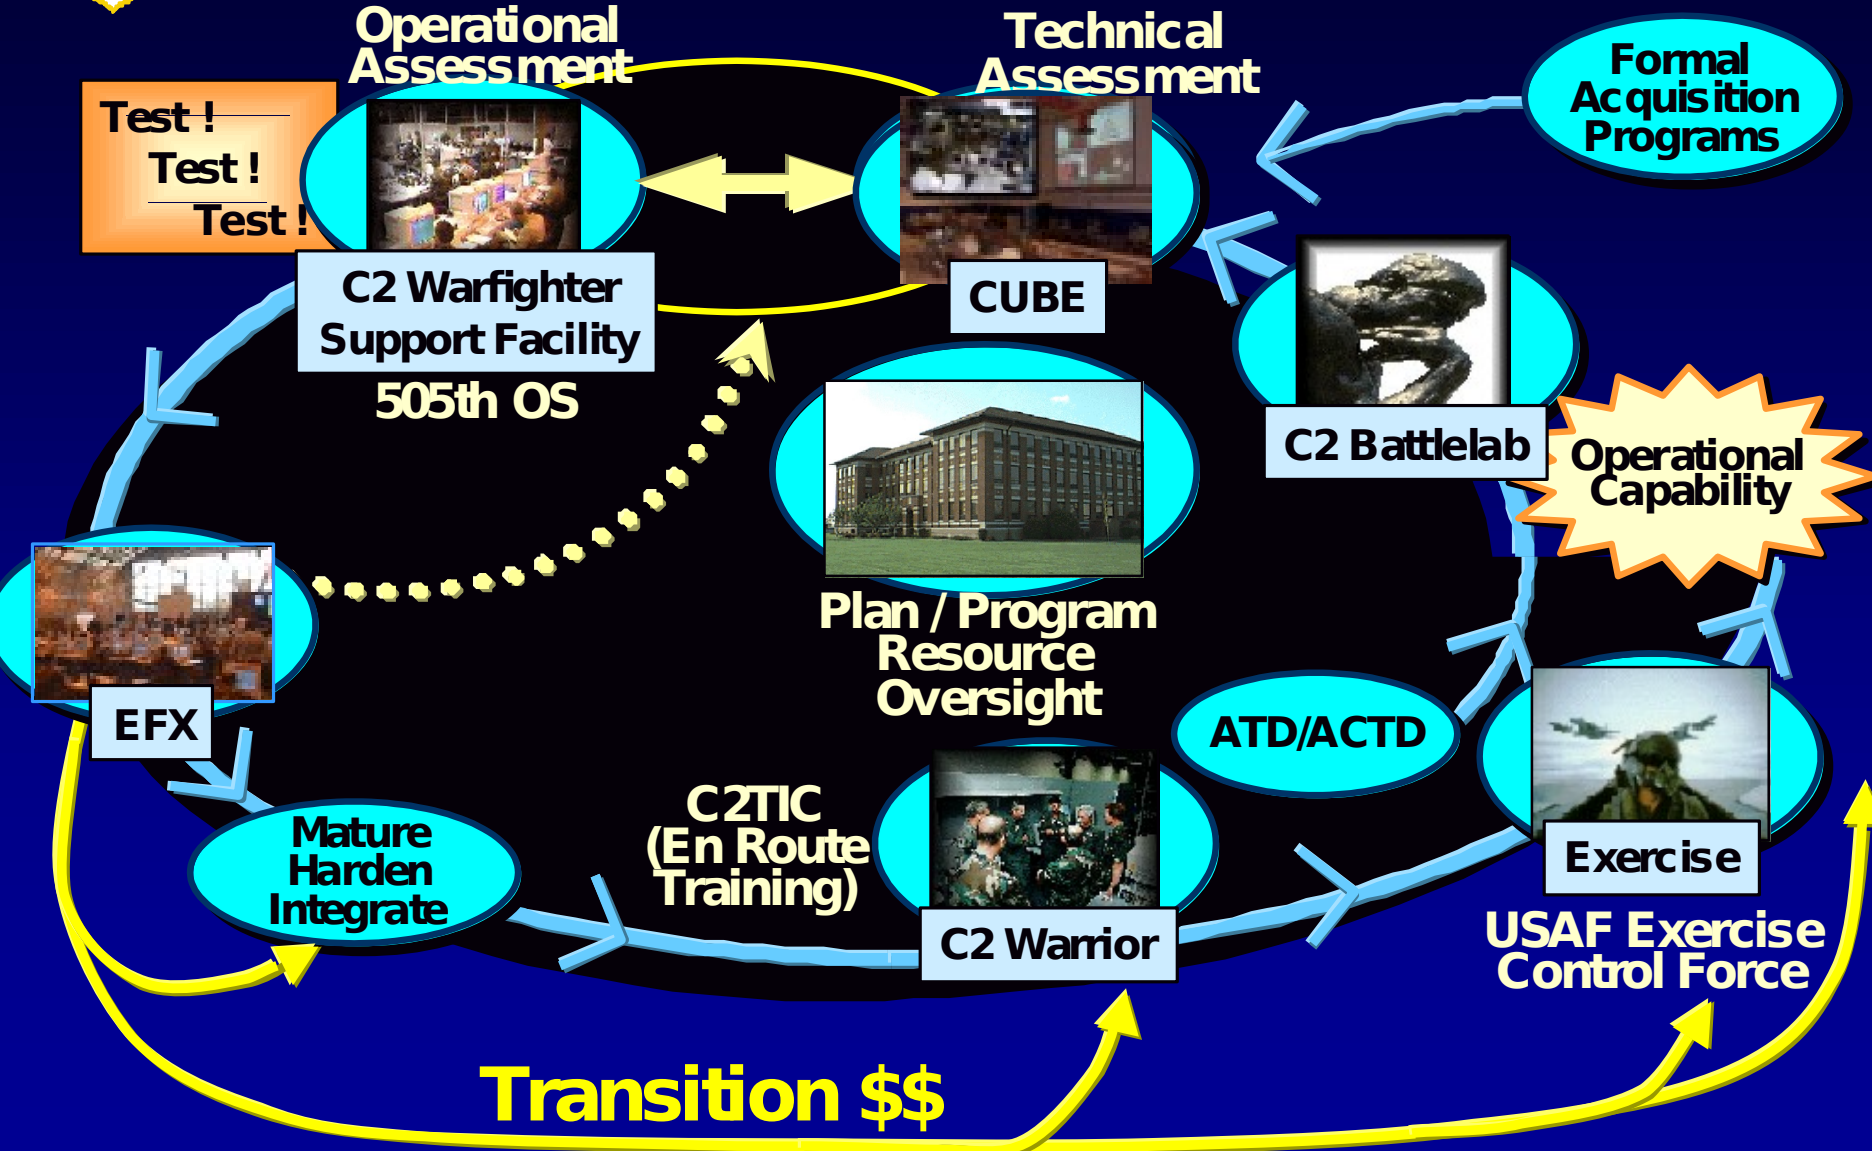 Operational
Assessment
Technical
Assessment
Formal
Acquisition
Programs
Test !
Test !
Test !
C2 Warfighter
Support Facility
505th OS
CUBE
C2 Battlelab
Operational
Capability
Plan / Program
Resource
Oversight
EFX
ATD/ACTD
Mature
Harden
Integrate
C2TIC
(En Route
Training)
C2 Warrior
Exercise
USAF Exercise
Control Force
Transition $$